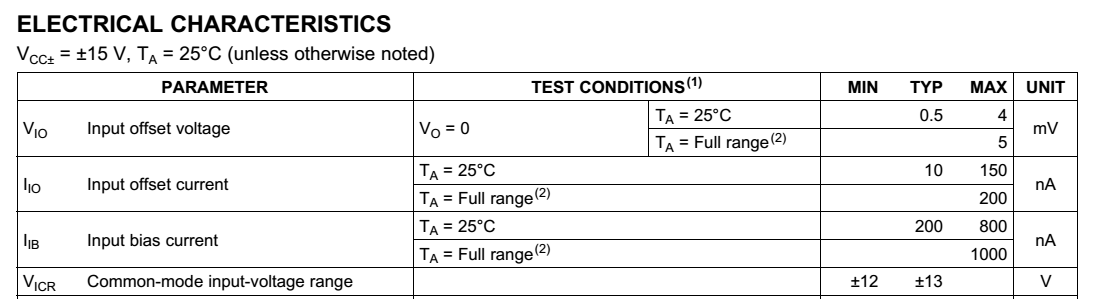 ELECTRICAL CHARACTERISTICS
VCC± = ±15 V, TA = 25°C (unless otherwise noted)
PARAMETER TEST CONDITIONS(1) MIN TYP MAX UNIT
VIO Input offset voltage VO = 0 TA = 25°C 0.5 4 mV
TA = Full range(2) 5
IIO Input offset current TA = 25°C 10 150 nA
TA = Full range(2) 200
IIB Input bias current TA = 25°C 200 800 nA
TA = Full range(2) 1000
VICR Common-mode input-voltage range ±12 ±13 V